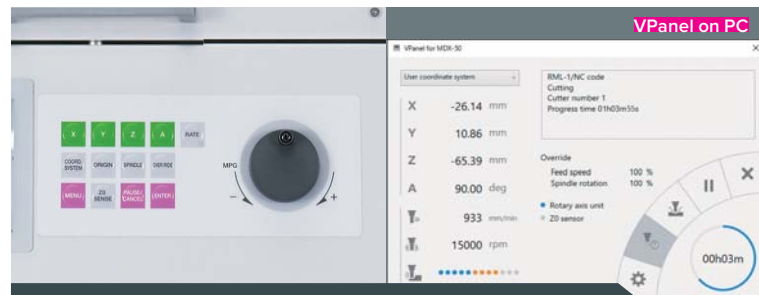 X Y Z A RATE
COORD. SYSTEM ORIGIN SPINDLE OVERRIDE
MENU Z0 SENSE PAUSE/ CANCEL ENTER
MPG
- +
VPanel on PC
VPanel for MDX-50
User coordinate system
X -26.14 mm
Y 10.86 mm
Z -65.39 mm
A 90.00 deg
933 mm/min
15000 rpm
RML-1/NC code
Cutting
Cutter number 1
Progress time 01h03m55s
Override
Feed speed 100 %
Spindle rotation 100 %
Rotary axis unit
Z0 sensor
00h03m